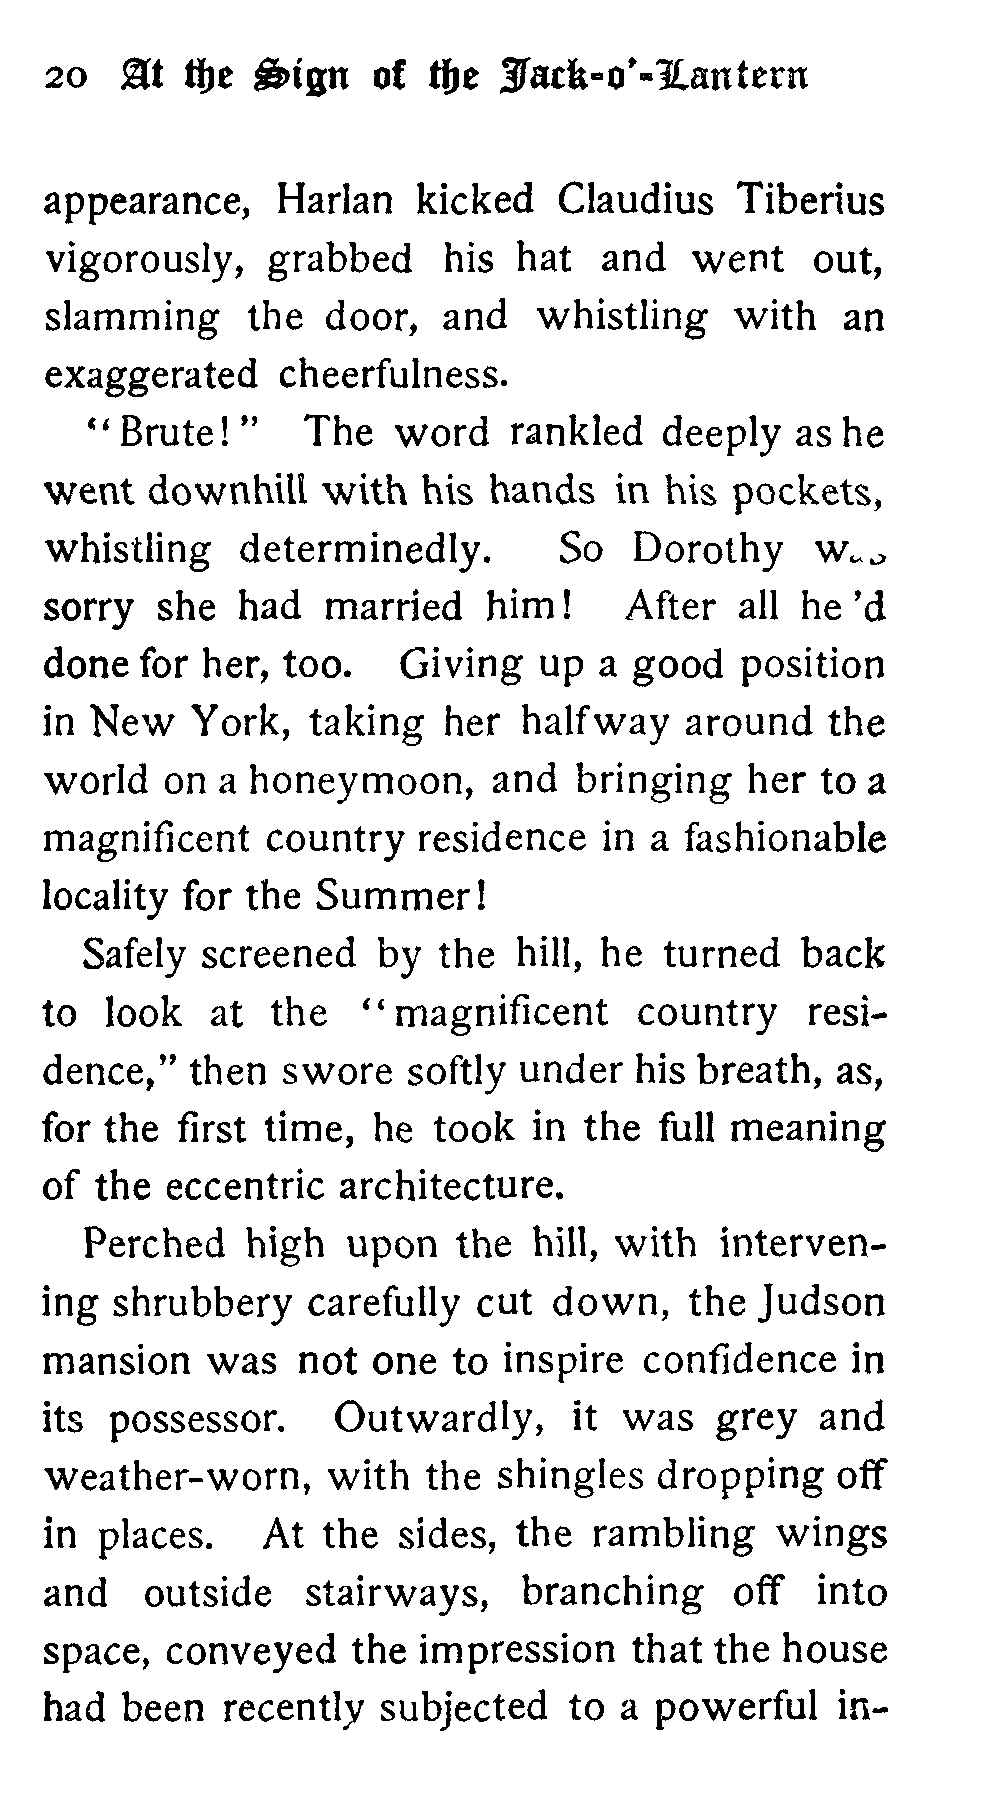 20 At the Sign of the Jack-o'-Lantern
appearance, Harlan kicked Claudius Tiberius
vigorously, grabbed his hat and went out,
slamming the door, and whistling with an
exaggerated cheerfulness.
“Brute!” The word rankled deeply as he
went downhill with his hands in his pockets,
whistling determinedly. So Dorothy
sorry she had married him! After all he 'd
done for her, too. Giving up a good position
in New York, taking her halfway around the
world on a honeymoon, and bringing her to a
magnificent country residence in a fashionable
locality for the Summer!
Safely screened by the hill, he turned back
to look at the “magnificent country resi-
dence,” then swore softly under his breath, as,
for the first time, he took in the full meaning
of the eccentric architecture.
Perched high upon the hill, with interven-
ing shrubbery carefully cut down, the Judson
mansion was not one to inspire confidence in
its possessor. Outwardly, it was grey and
weather-worn, with the shingles dropping off
in places. At the sides, the rambling wings
and outside stairways, branching off into
space, conveyed the impression that the house
had been recently subjected to a powerful in-